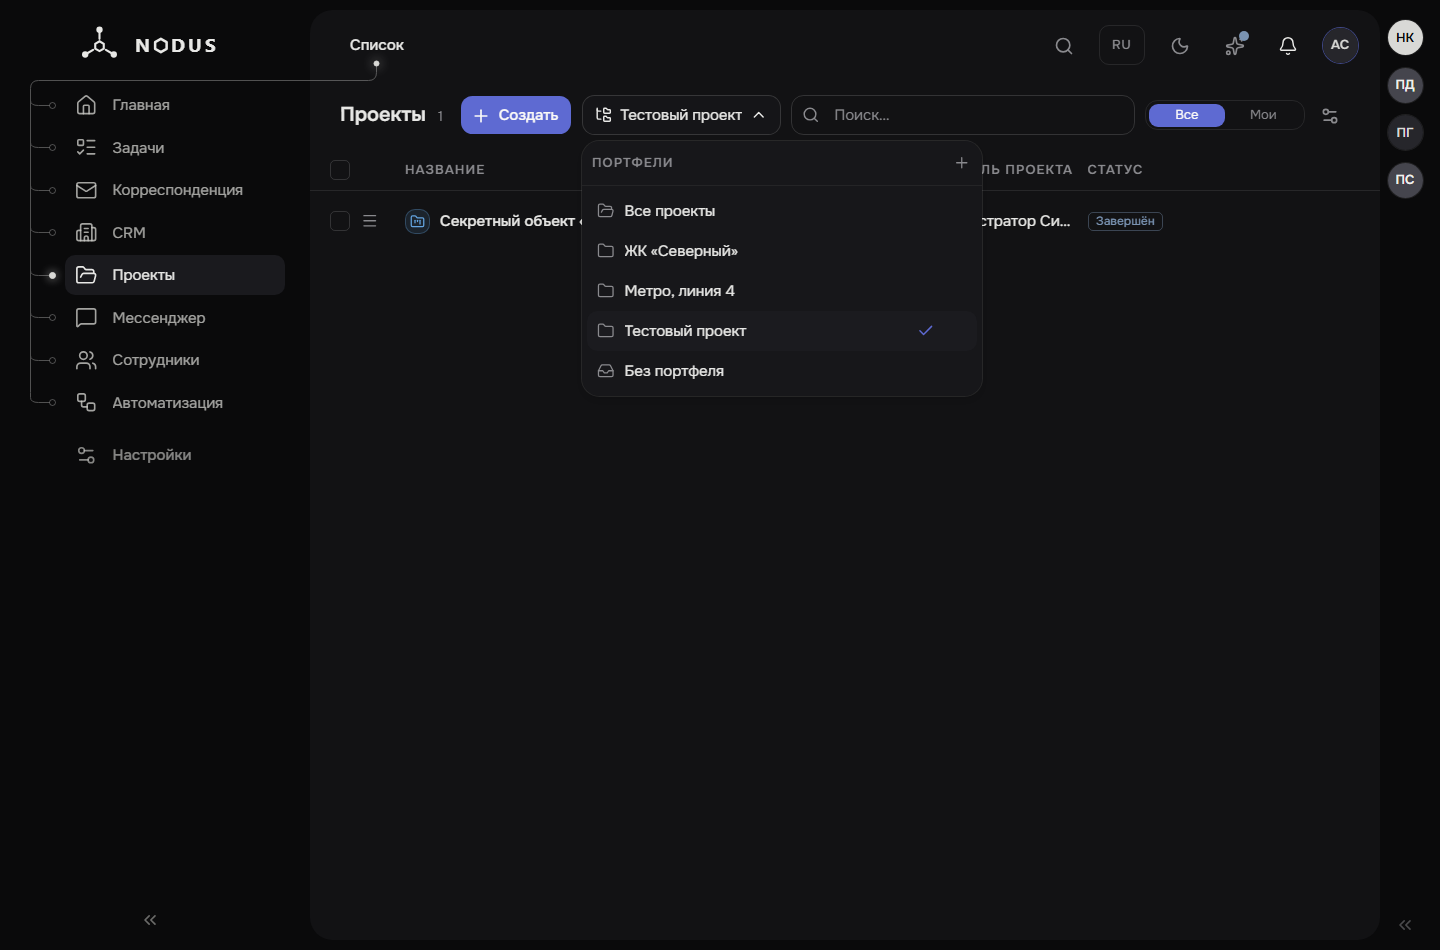 NODUS
Список
RU
АС
НК
ПД
ПГ
ПС
Главная
Задачи
Корреспонденция
CRM
Проекты
Мессенджер
Сотрудники
Автоматизация
Настройки
Проекты 1
Создать
Тестовый проект
Поиск...
Все
Мои
НАЗВАНИЕ
ЛЬ ПРОЕКТА
СТАТУС
Секретный объект
стратор Си...
Завершён
ПОРТФЕЛИ
Все проекты
ЖК «Северный»
Метро, линия 4
Тестовый проект
Без портфеля